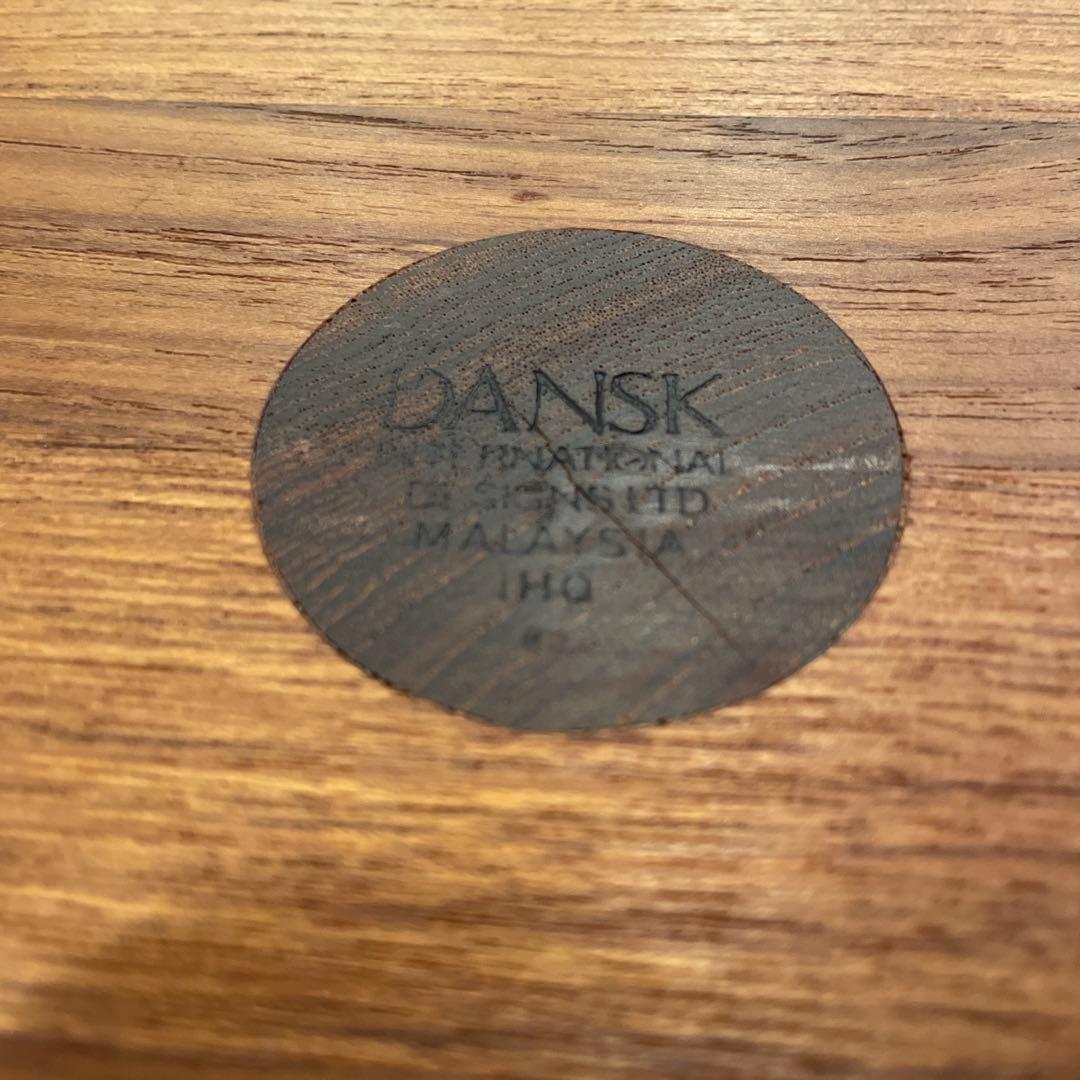 DANSK
INTERNATIONAL
DESIGNS LTD
MALAYSIA
IHQ